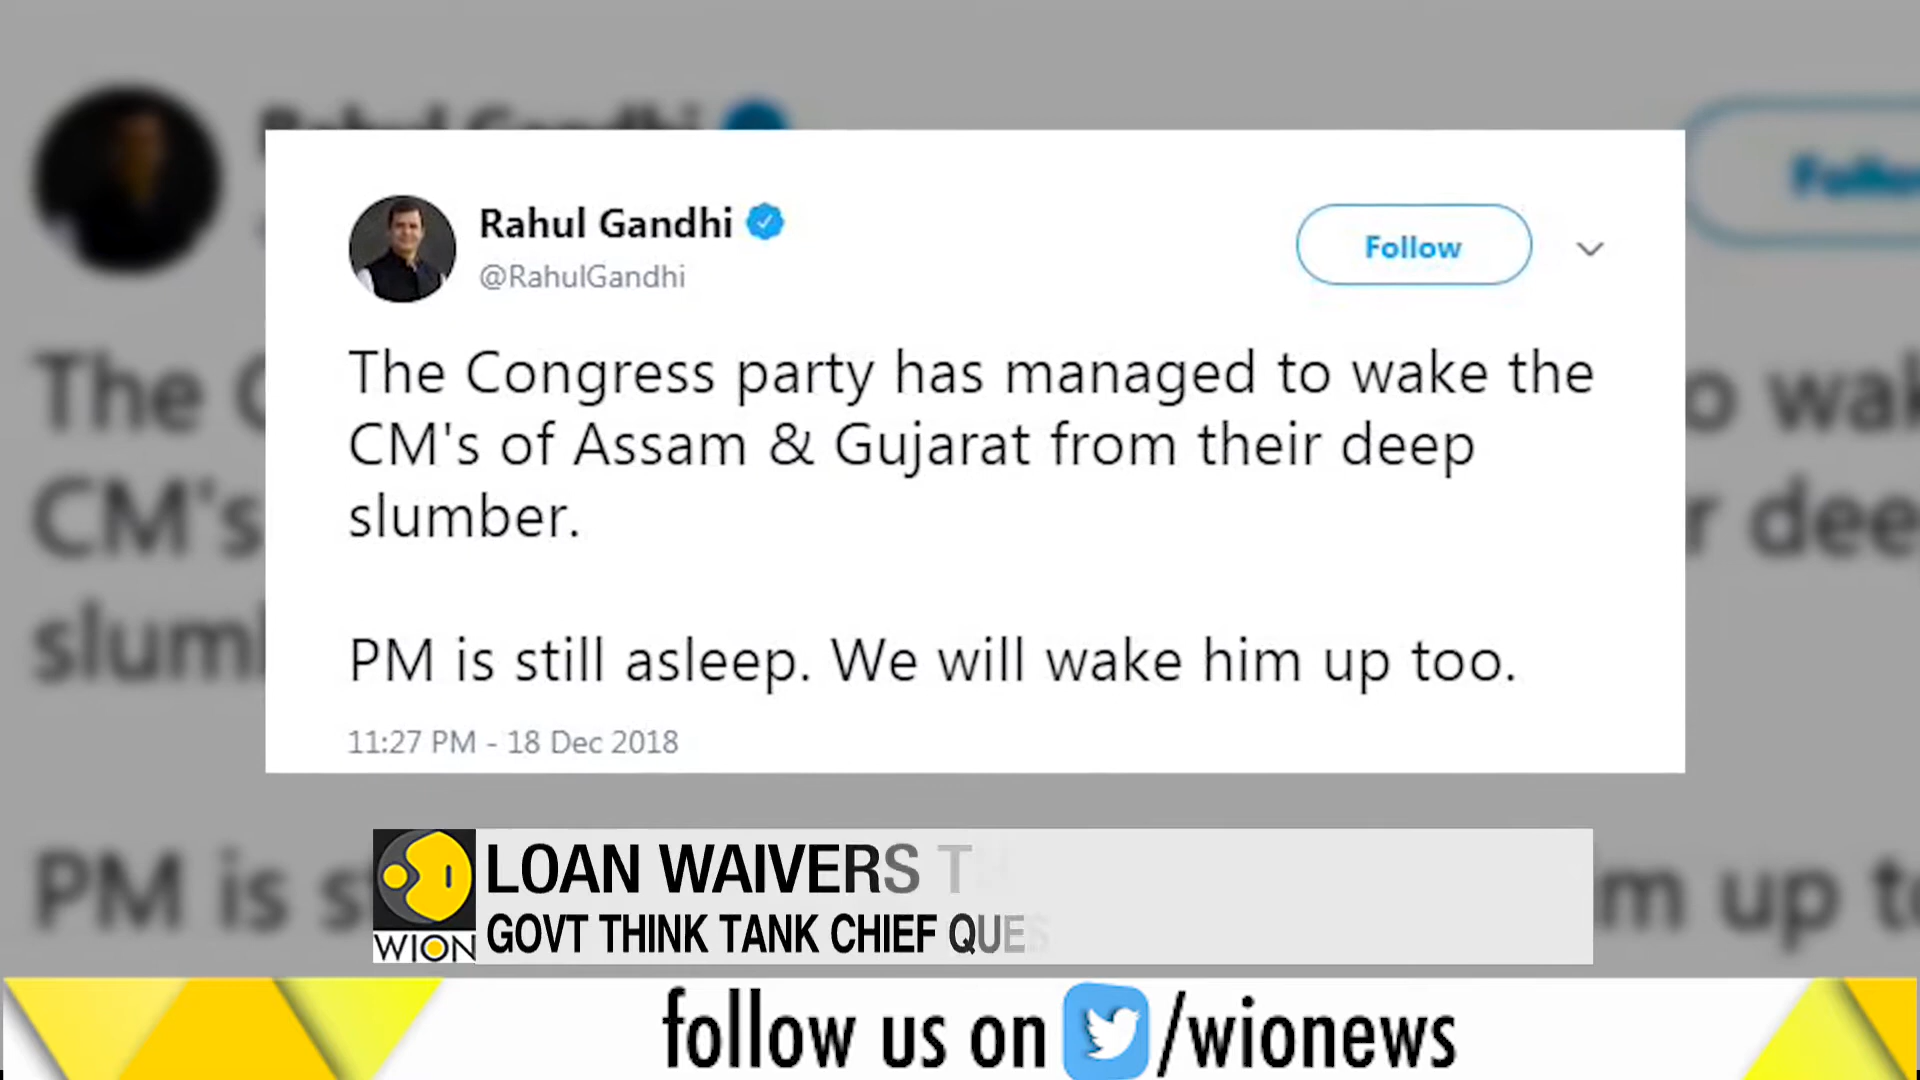 Rahul Gandhi
@RahulGandhi
Follow
The Congress party has managed to wake the
CM's of Assam & Gujarat from their deep
slumber.
PM is still asleep. We will wake him up too.
11:27 PM - 18 Dec 2018
LOAN WAIVERS T
WION
GOVT THINK TANK CHIEF QUE
follow us on /wionews